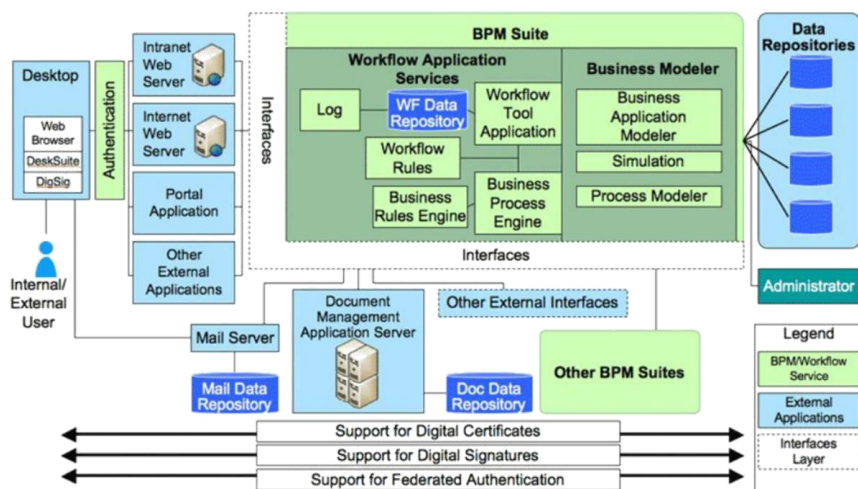 Desktop
Web
Browser
DeskSuite
DigSig
Internal/
External
User
Authentication
Intranet
Web
Server
Internet
Web
Server
Portal
Application
Other
External
Applications
Interfaces
BPM Suite
Workflow Application
Services
Log
WF Data
Repository
Workflow
Tool
Application
Workflow
Rules
Business
Rules Engine
Business
Process
Engine
Business Modeler
Business
Application
Modeler
Simulation
Process Modeler
Interfaces
Data
Repositories
Administrator
Mail Server
Mail Data
Repository
Document
Management
Application Server
Doc Data
Repository
Other External Interfaces
Other BPM Suites
Legend
BPM/Workflow
Service
External
Applications
Interfaces
Layer
Support for Digital Certificates
Support for Digital Signatures
Support for Federated Authentication